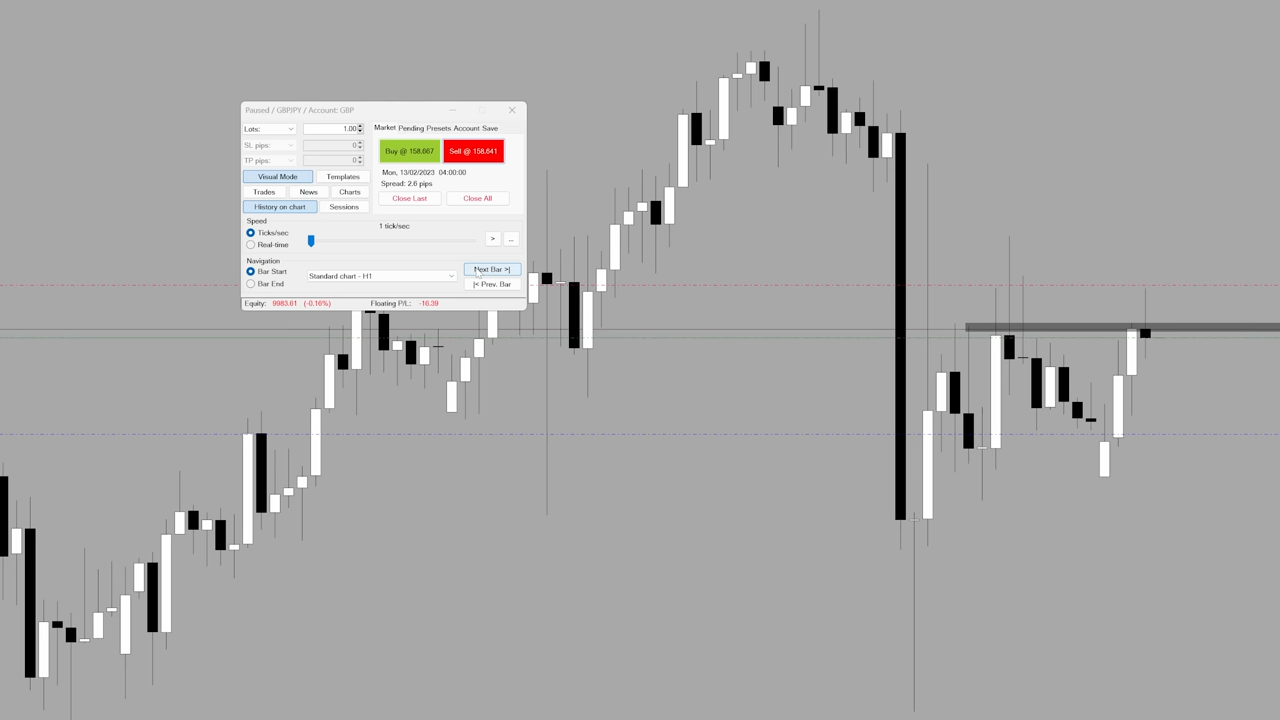 Paused / GBPJPY / Account: GBP
Lots: 1.00
Market Pending Presets Account Save
SL pips: 0
TP pips: 0
Buy @ 158.667 Sell @ 158.641
Mon, 13/02/2023 04:00:00
Spread: 2.6 pips
Visual Mode Templates
Trades News Charts
Close Last Close All
History on chart Sessions
Speed
1 tick/sec
Ticks/sec
> ...
Real-time
Navigation
Bar Start
Standard chart - H1
Next Bar >|
Bar End
|< Prev. Bar
Equity: 9983.61 (-0.16%) Floating P/L: -16.39